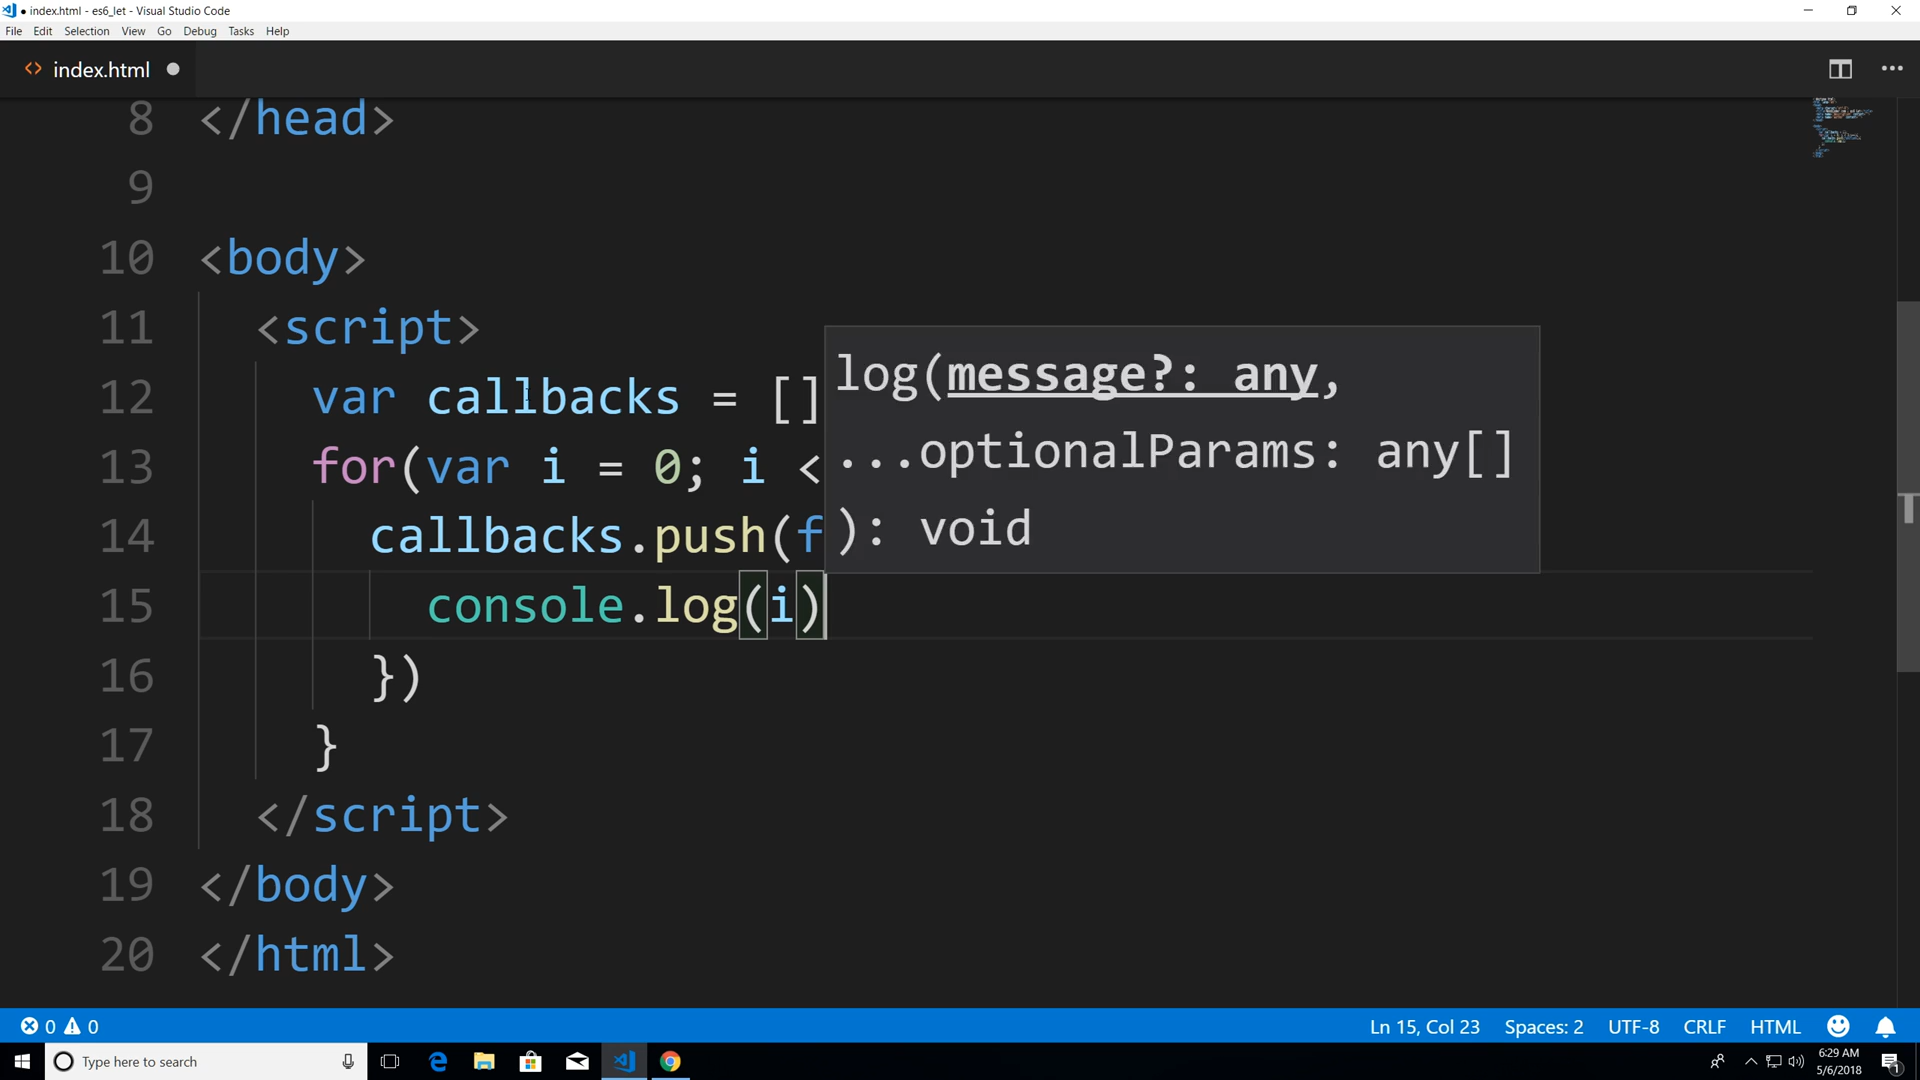 index.html - es6_let - Visual Studio Code
File Edit Selection View Go Debug Tasks Help
<> index.html
8 </head>
9
10 <body>
11 <script>
12 var callbacks = []
13 for(var i = 0; i <
14 callbacks.push(f
15 console.log(i)
16 })
17 }
18 </script>
19 </body>
20 </html>
log(message?: any,
...optionalParams: any[]
): void
0 0 Ln 15, Col 23 Spaces: 2 UTF-8 CRLF HTML
Type here to search
6:29 AM
5/6/2018
1